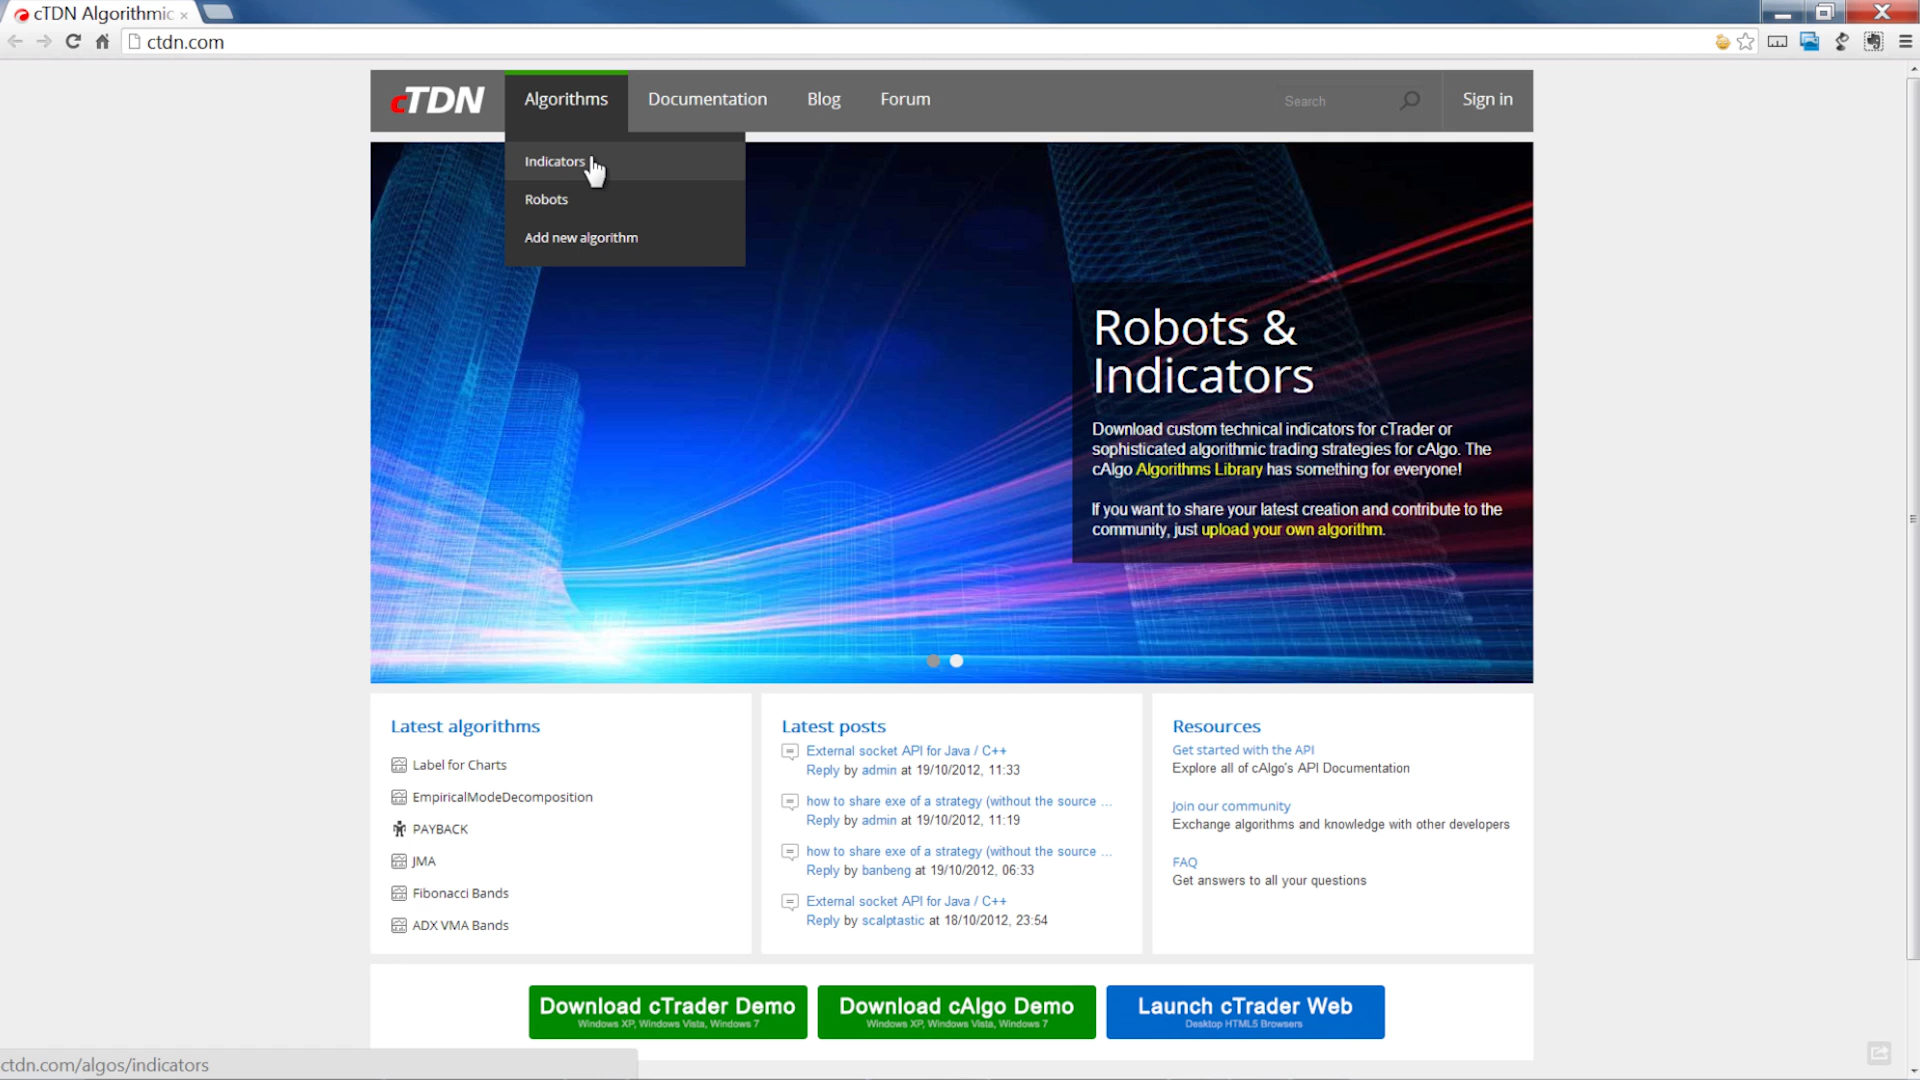 cTDN Algorithmic
ctdn.com
cTDN
Algorithms
Documentation
Blog
Forum
Search
Sign in
Indicators
Robots
Add new algorithm
Robots &
Indicators
Download custom technical indicators for cTrader or
sophisticated algorithmic trading strategies for cAlgo. The
cAlgo Algorithms Library has something for everyone!
If you want to share your latest creation and contribute to the
community, just upload your own algorithm.
Latest algorithms
Label for Charts
EmpiricalModeDecomposition
PAYBACK
JMA
Fibonacci Bands
ADX VMA Bands
Latest posts
External socket API for Java / C++
Reply by admin at 19/10/2012, 11:33
how to share exe of a strategy (without the source ...
Reply by admin at 19/10/2012, 11:19
how to share exe of a strategy (without the source ...
Reply by banbeng at 19/10/2012, 06:33
External socket API for Java / C++
Reply by scalptastic at 18/10/2012, 23:54
Resources
Get started with the API
Explore all of cAlgo's API Documentation
Join our community
Exchange algorithms and knowledge with other developers
FAQ
Get answers to all your questions
Download cTrader Demo
Windows XP, Windows Vista, Windows 7
Download cAlgo Demo
Windows XP, Windows Vista, Windows 7
Launch cTrader Web
Desktop HTML5 Browsers
ctdn.com/algos/indicators